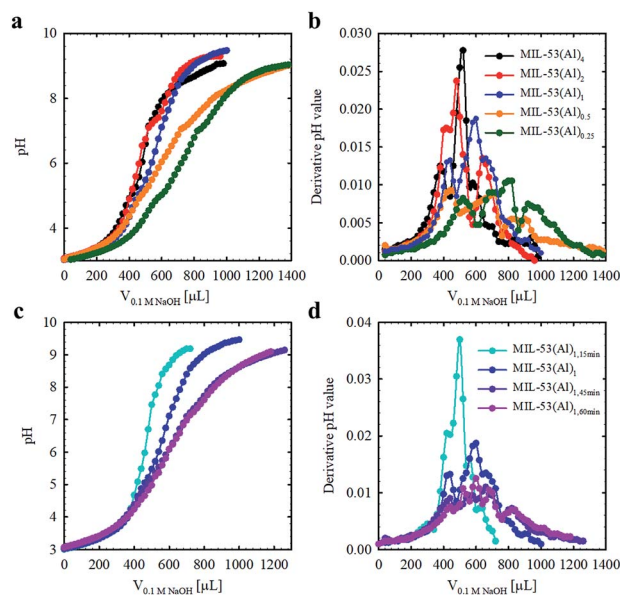 a
10
8
6
4
pH
0 200 400 600 800 1000 1200 1400
V0.1 M NaOH [µL]
b
0.030
0.025
0.020
0.015
0.010
0.005
0.000
Derivative pH value
MIL-53(Al)4
MIL-53(Al)2
MIL-53(Al)1
MIL-53(Al)0.5
MIL-53(Al)0.25
0 200 400 600 800 1000 1200 1400
V0.1 M NaOH [µL]
c
10
9
8
7
6
5
4
3
pH
0 200 400 600 800 1000 1200
V0.1 M NaOH [µL]
d
0.04
0.03
0.02
0.01
0.00
Derivative pH value
MIL-53(Al)1,15min
MIL-53(Al)1
MIL-53(Al)1,45min
MIL-53(Al)1,60min
0 200 400 600 800 1000 1200 1400
V0.1 M NaOH [µL]